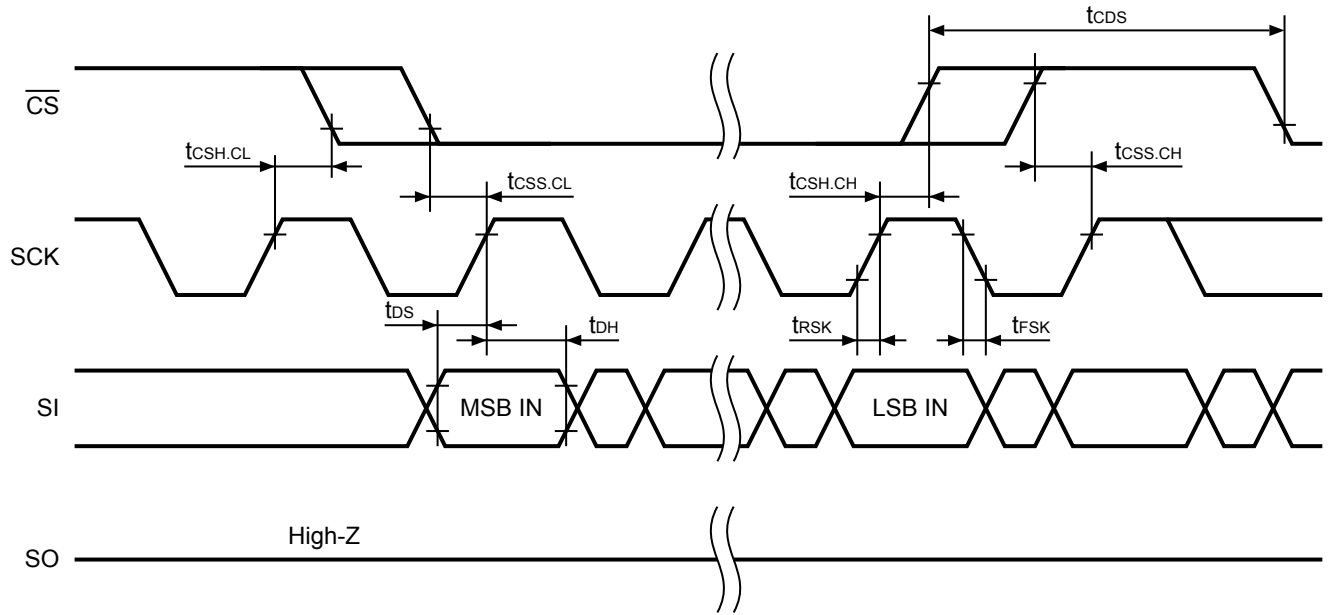 tCDS
CS
tCSH.CL
tCSS.CL
tCSH.CH
tCSS.CH
SCK
tDS
tDH
tRSK
tFSK
SI
MSB IN
LSB IN
High-Z
SO